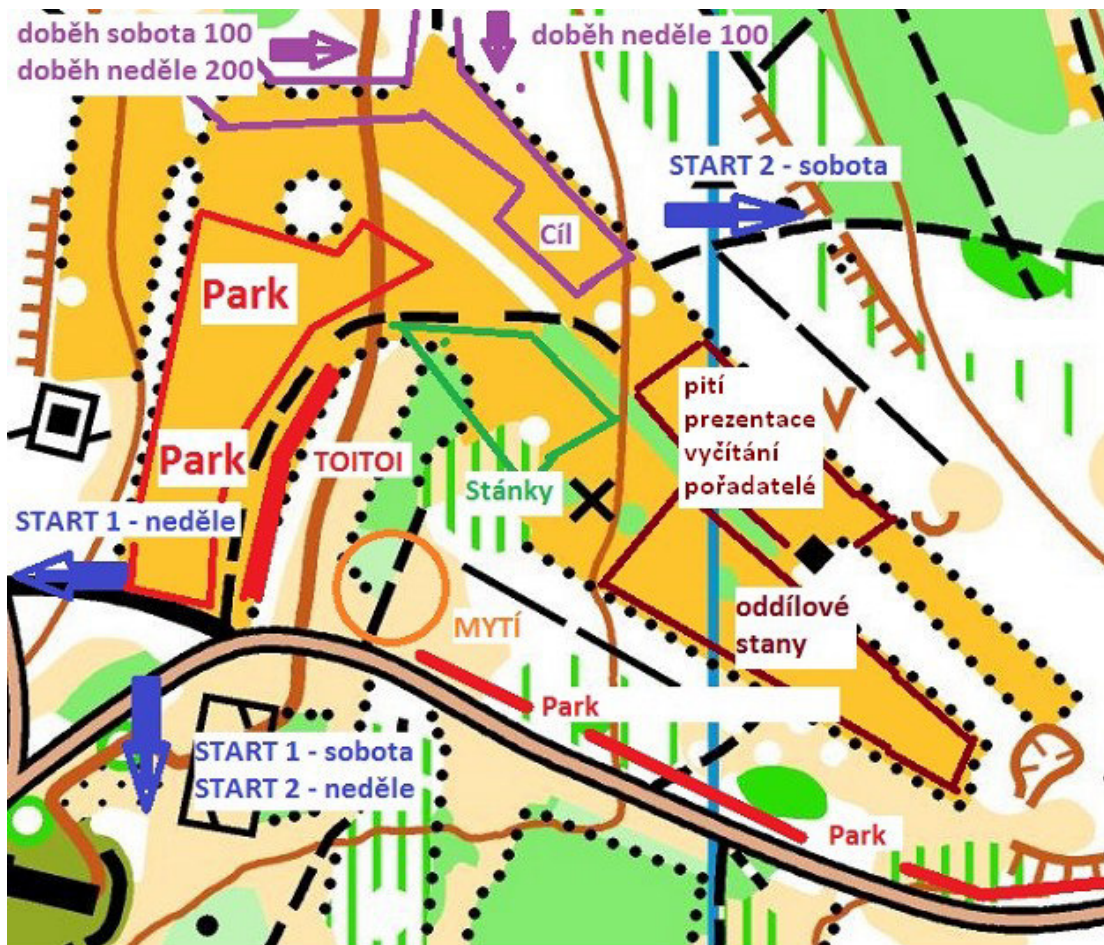 doběh sobota 100
doběh neděle 200
doběh neděle 100
START 2 - sobota
Cíl
Park
Park
TOITOI
START 1 - neděle
Stánky
pití
prezentace
vyčítání
pořadatelé
MYTÍ
oddílové
stany
Park
START 1 - sobota
START 2 - neděle
Park